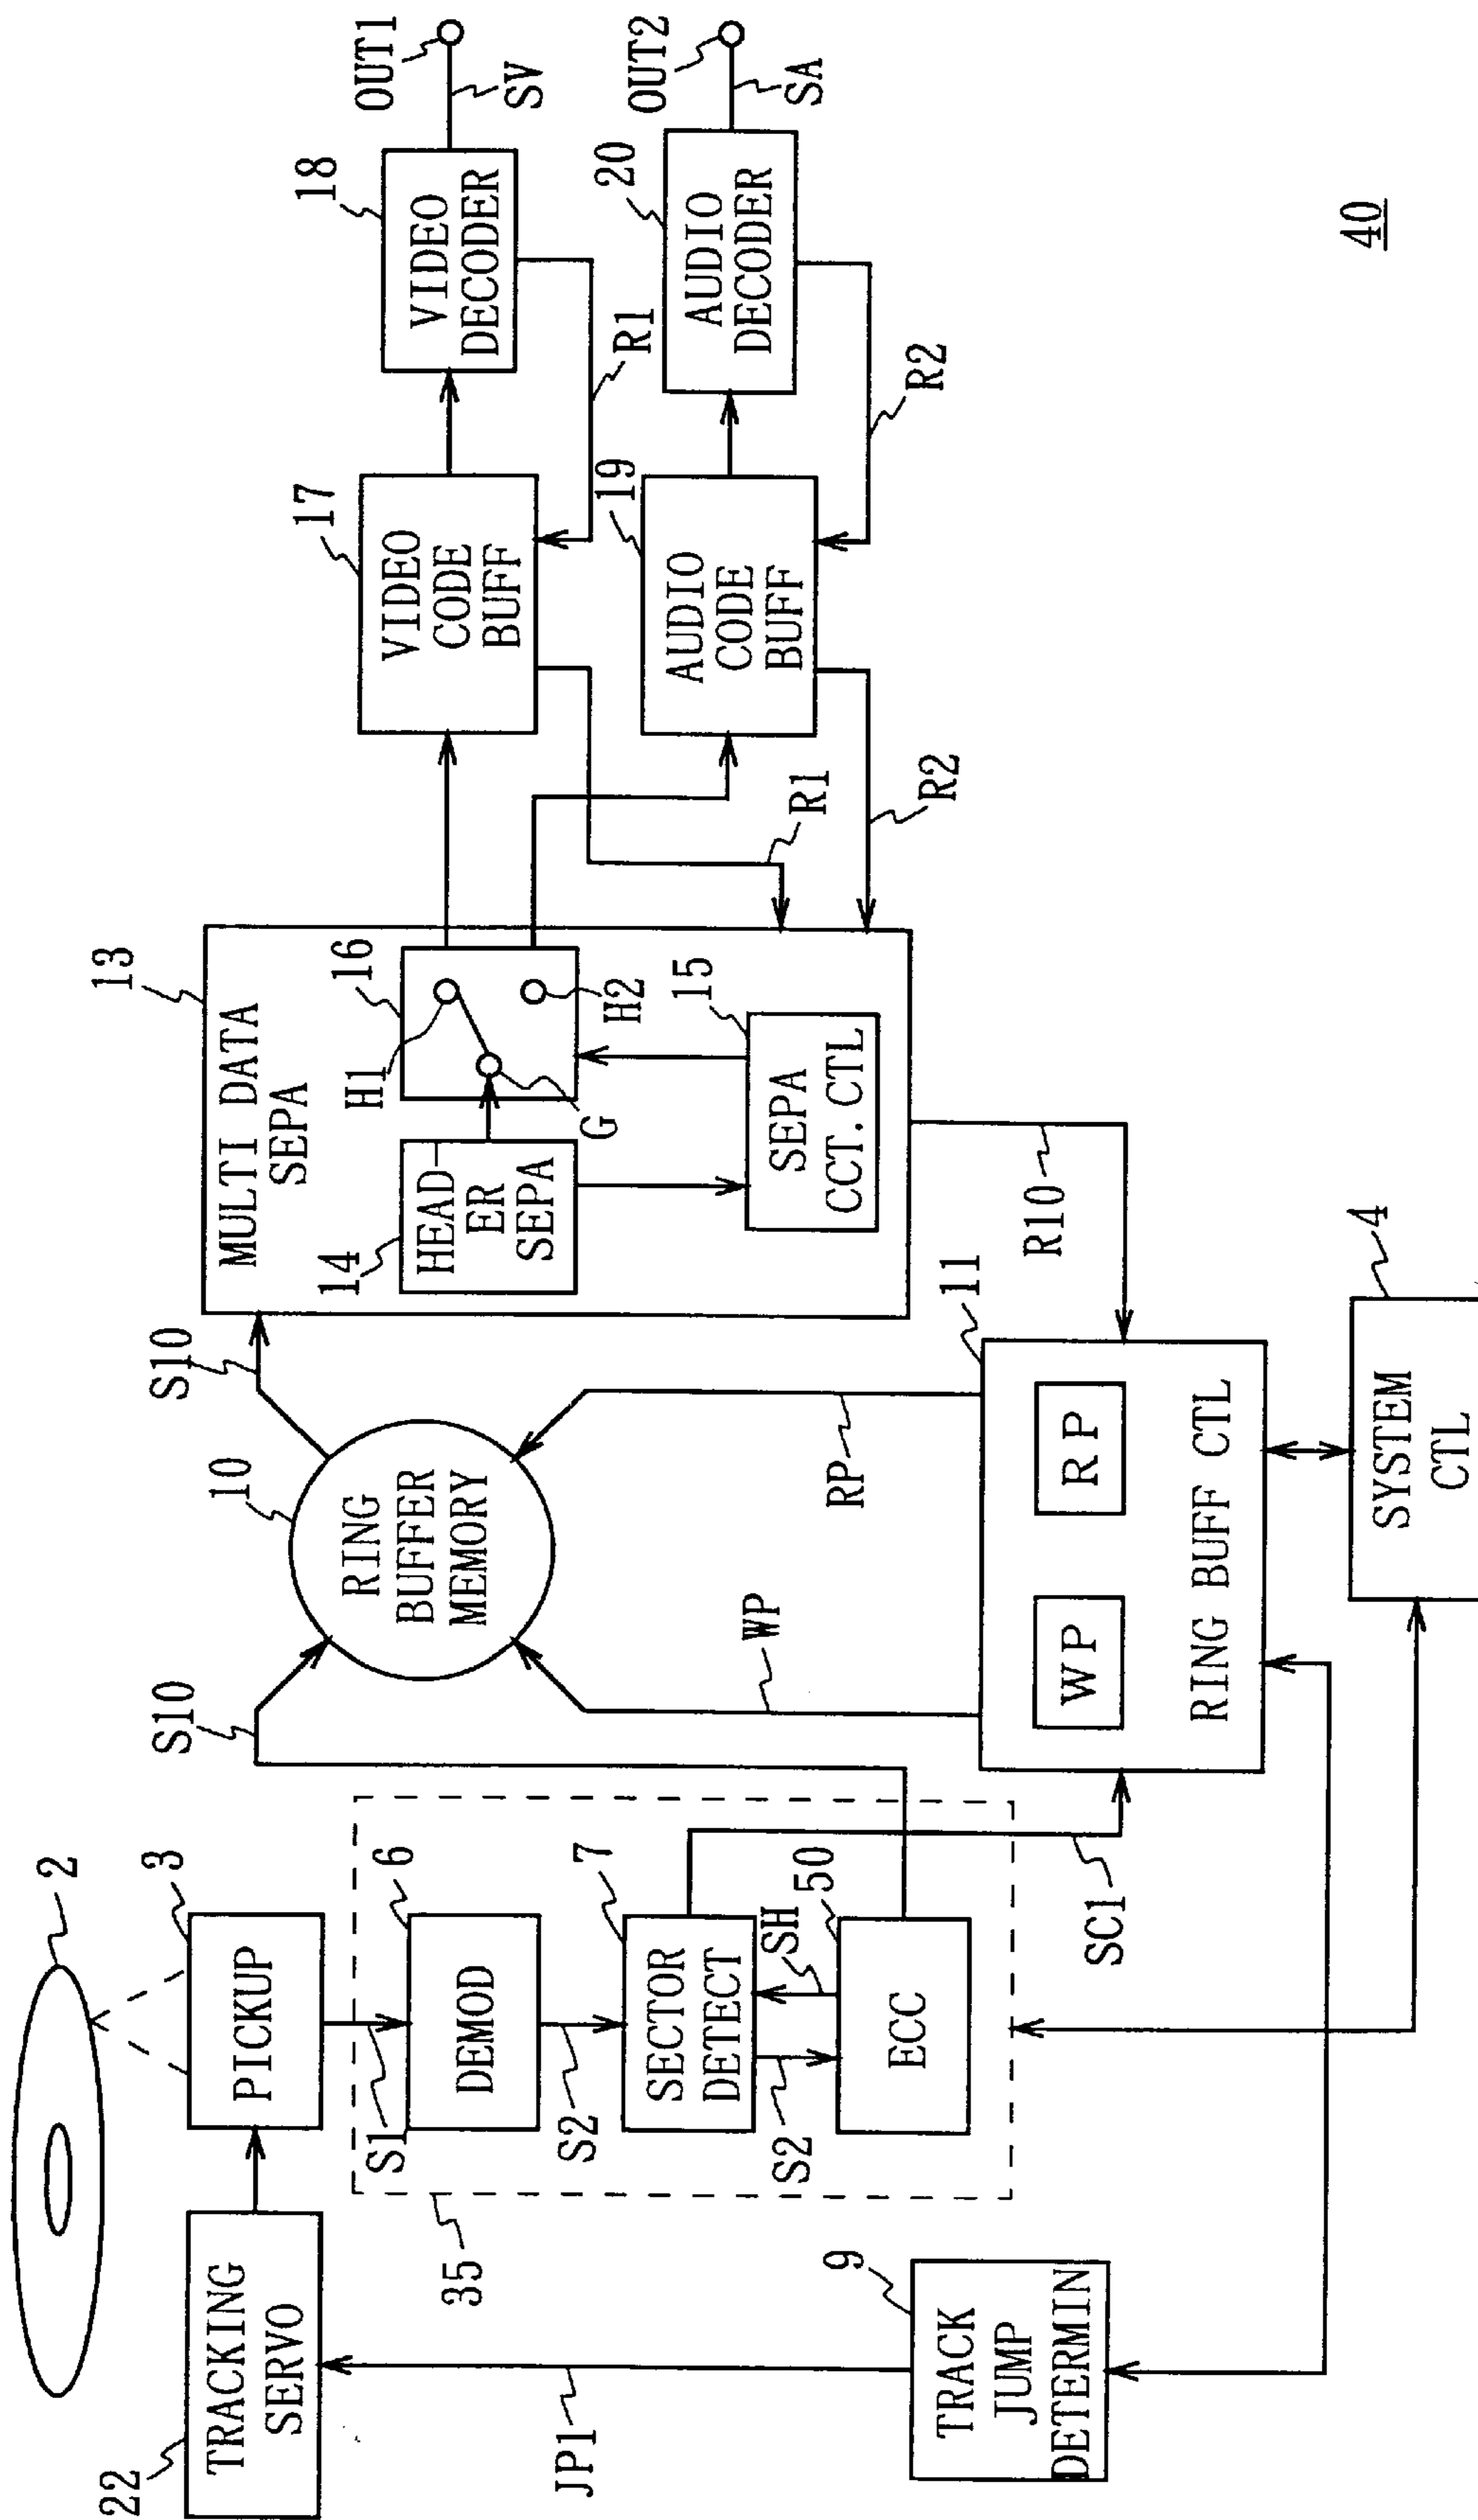 2
3
PICKUP
22
TRACKING
SERVO
S1
35
6
DEMOD
S2
7
SECTOR
DETECT
S2
SH
50
ECC
JP1
9
TRACK
JUMP
DETERMIN
SC1
S10
10
RING
BUFFER
MEMORY
S10
WP
RP
11
WP
RP
RING BUFF CTL
4
SYSTEM
CTL
R10
13
MULTI DATA
SEPA
14
HEAD-
ER
SEPA
16
H1
G
H2
15
SEPA
CCT.CTL
R1
R2
17
VIDEO
CODE
BUFF
19
AUDIO
CODE
BUFF
R1
R2
18
VIDEO
DECODER
20
AUDIO
DECODER
OUT1
SV
OUT2
SA
40